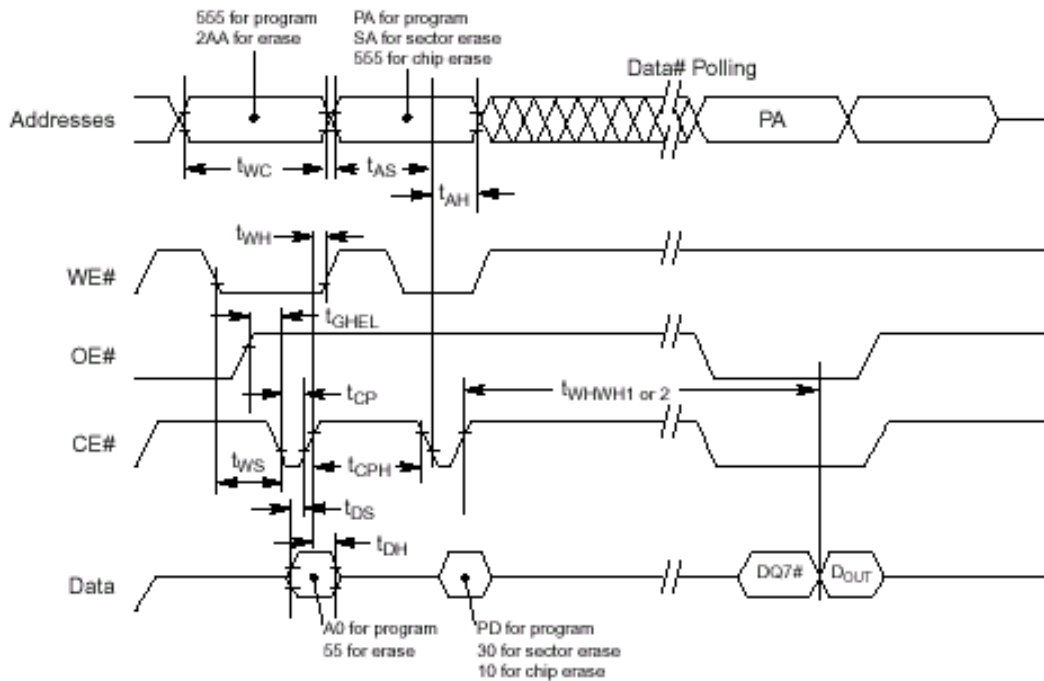 555 for program
2AA for erase
PA for program
SA for sector erase
555 for chip erase
Data# Polling
Addresses
PA
tWC
tAS
tAH
tWH
WE#
tGHEL
OE#
tCP
tWHWH1 or 2
CE#
tWS
tCPH
tDS
tDH
Data
DQ7#
DOUT
A0 for program
55 for erase
PD for program
30 for sector erase
10 for chip erase